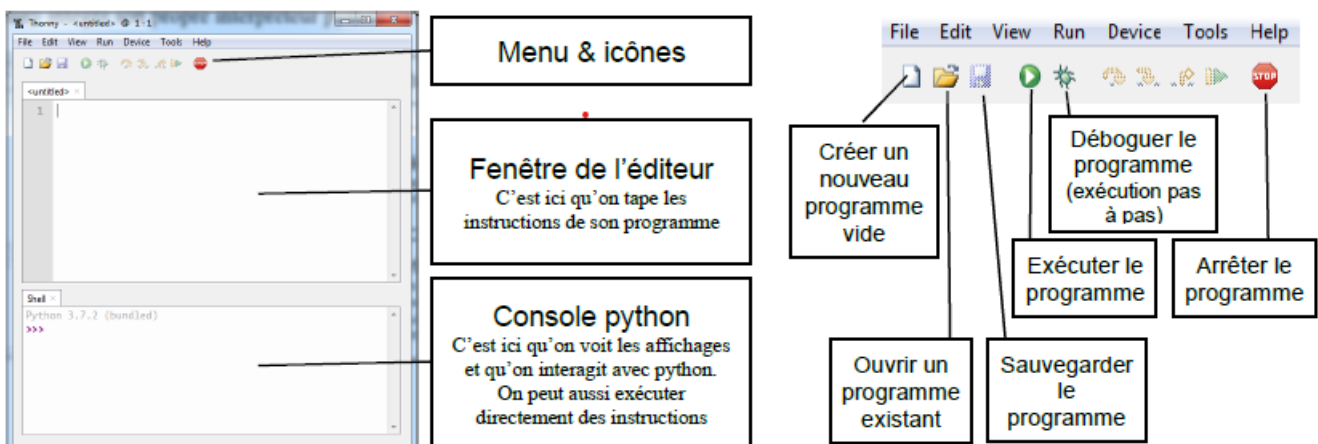 Thonny - <untitled> @ 1:1
File Edit View Run Device Tools Help
STOP
<untitled> ×
1
Shell ×
Python 3.7.2 (bundled)
>>>
Menu & icônes
Fenêtre de l'éditeur
C'est ici qu'on tape les
instructions de son programme
Console python
C'est ici qu'on voit les affichages
et qu'on interagit avec python.
On peut aussi exécuter
directement des instructions
File Edit View Run Device Tools Help
STOP
Créer un
nouveau
programme
vide
Déboguer le
programme
(exécution pas
à pas)
Exécuter le
programme
Arrêter le
programme
Ouvrir un
programme
existant
Sauvegarder
le
programme